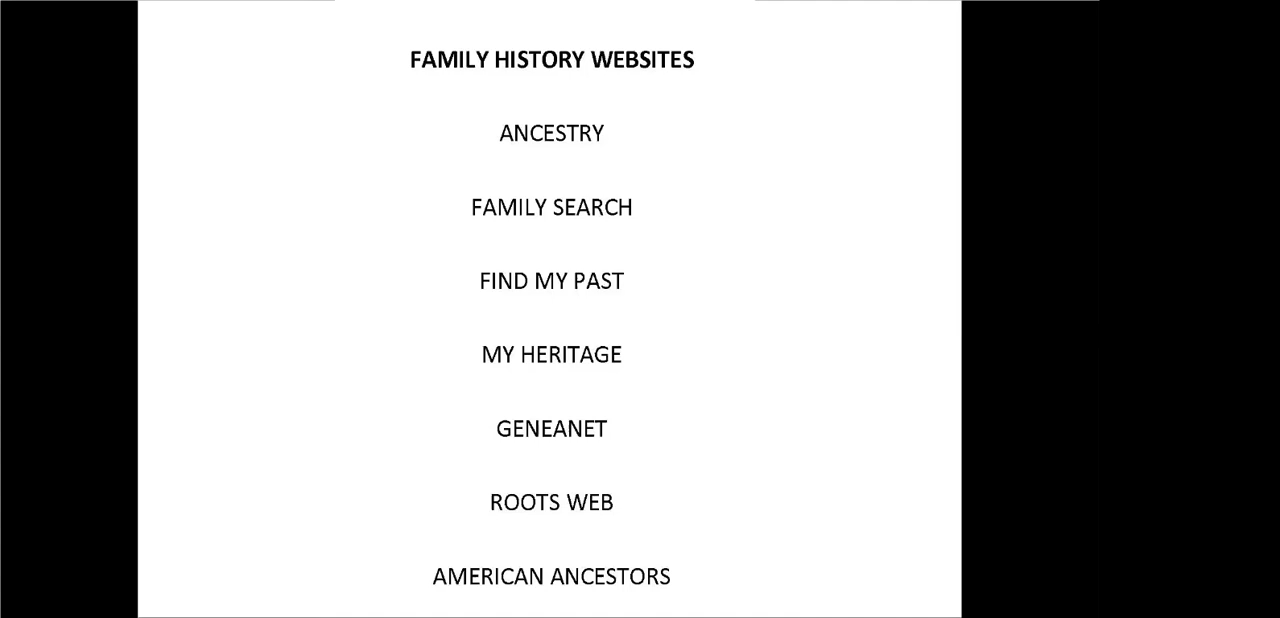 FAMILY HISTORY WEBSITES
ANCESTRY
FAMILY SEARCH
FIND MY PAST
MY HERITAGE
GENEANET
ROOTS WEB
AMERICAN ANCESTORS